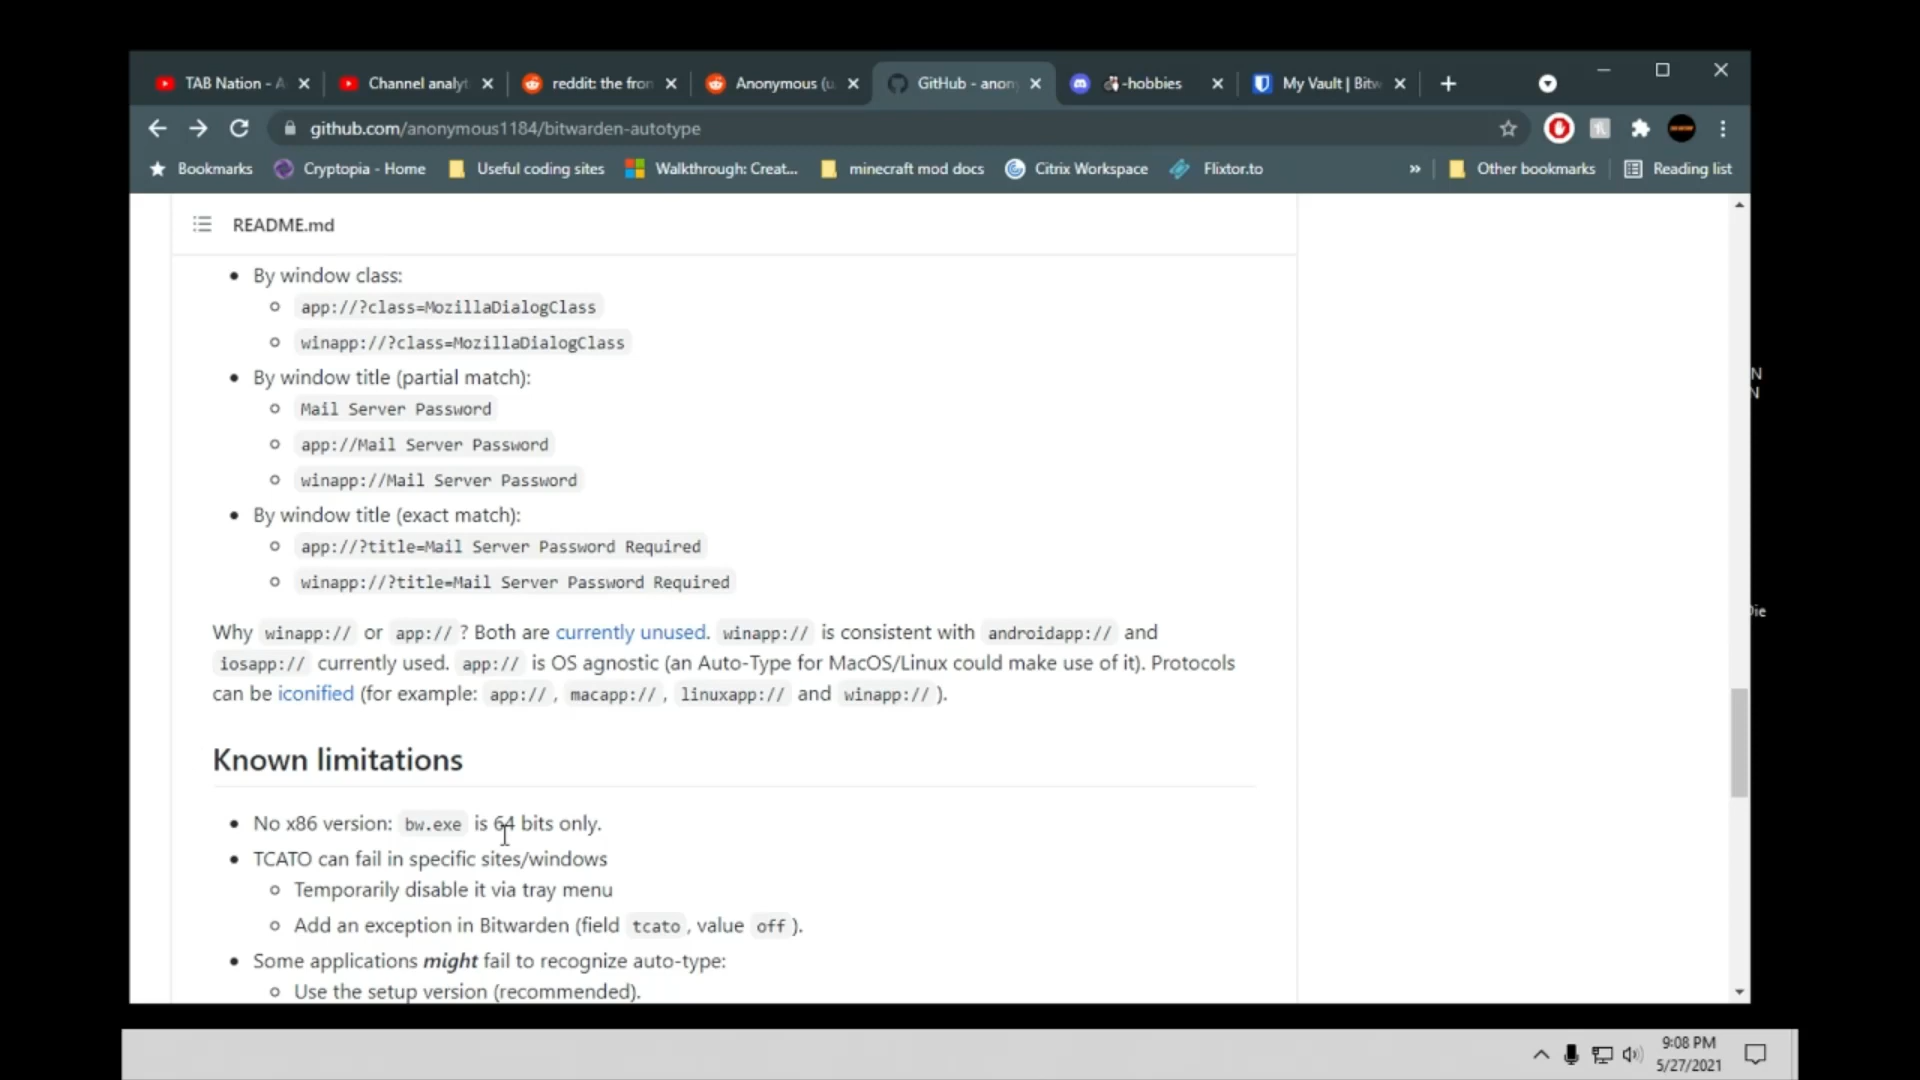 TAB Nation - A
Channel analyt
reddit: the fron
Anonymous (u
GitHub - anon
-hobbies
My Vault | Bitw
github.com/anonymous1184/bitwarden-autotype
Bookmarks
Cryptopia - Home
Useful coding sites
Walkthrough: Creat...
minecraft mod docs
Citrix Workspace
Flixtor.to
»
Other bookmarks
Reading list
README.md
By window class:
app://?class=MozillaDialogClass
winapp://?class=MozillaDialogClass
By window title (partial match):
Mail Server Password
app://Mail Server Password
winapp://Mail Server Password
By window title (exact match):
app://?title=Mail Server Password Required
winapp://?title=Mail Server Password Required
Why winapp:// or app:// ? Both are currently unused. winapp:// is consistent with androidapp:// and
iosapp:// currently used. app:// is OS agnostic (an Auto-Type for MacOS/Linux could make use of it). Protocols
can be iconified (for example: app://, macapp://, linuxapp:// and winapp://).
Known limitations
No x86 version: bw.exe is 64 bits only.
TCATO can fail in specific sites/windows
Temporarily disable it via tray menu
Add an exception in Bitwarden (field tcato, value off).
Some applications might fail to recognize auto-type:
Use the setup version (recommended).
N
N
Die
9:08 PM
5/27/2021